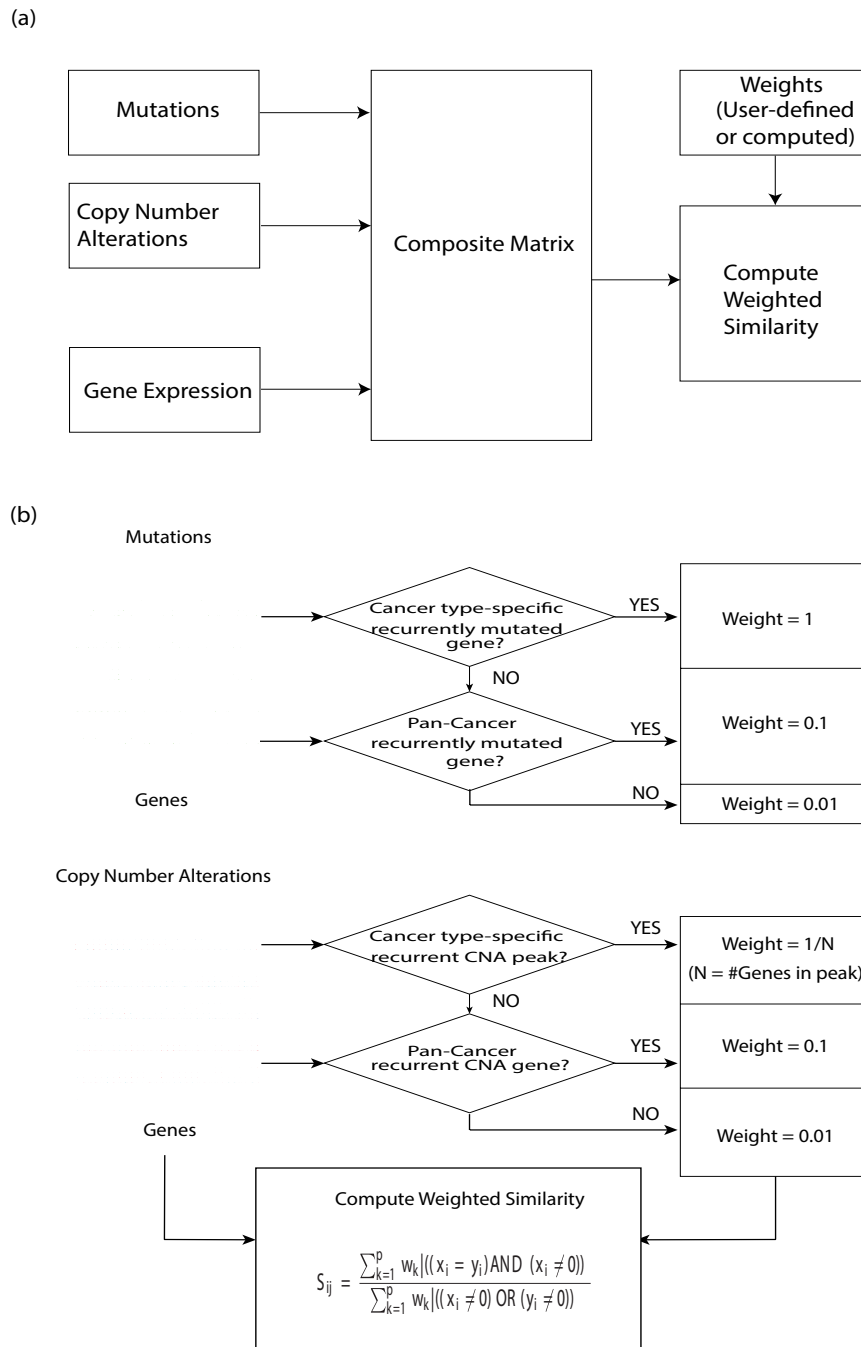 (a)
Mutations
Copy Number
Alterations
Gene Expression
Composite Matrix
Weights
(User-defined
or computed)
Compute
Weighted
Similarity
(b)
Mutations
Cancer type-specific
recurrently mutated
gene?
YES
Weight = 1
NO
Pan-Cancer
recurrently mutated
gene?
YES
Weight = 0.1
Genes
NO
Weight = 0.01
Copy Number Alterations
Cancer type-specific
recurrent CNA peak?
YES
Weight = 1/N
(N = #Genes in peak)
NO
Pan-Cancer
recurrent CNA gene?
YES
Weight = 0.1
Genes
NO
Weight = 0.01
Compute Weighted Similarity
S_ij = ∑_{k=1}^{p} w_k|((x_i = y_i) AND (x_i ≠ 0)) / ∑_{k=1}^{p} w_k|((x_i ≠ 0) OR (y_i ≠ 0))